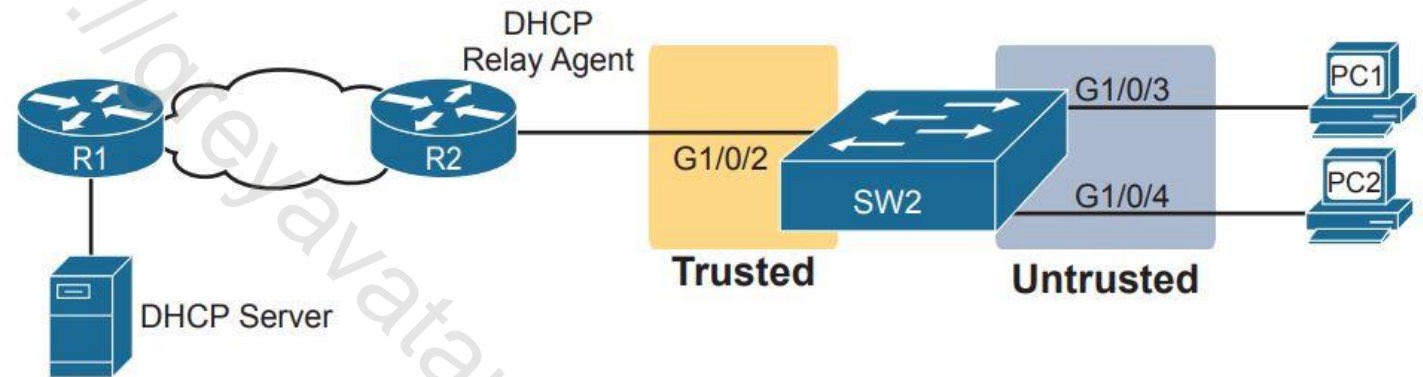 DHCP
Relay Agent
R1
R2
G1/0/2
SW2
G1/0/3
G1/0/4
PC1
PC2
Trusted
Untrusted
DHCP Server